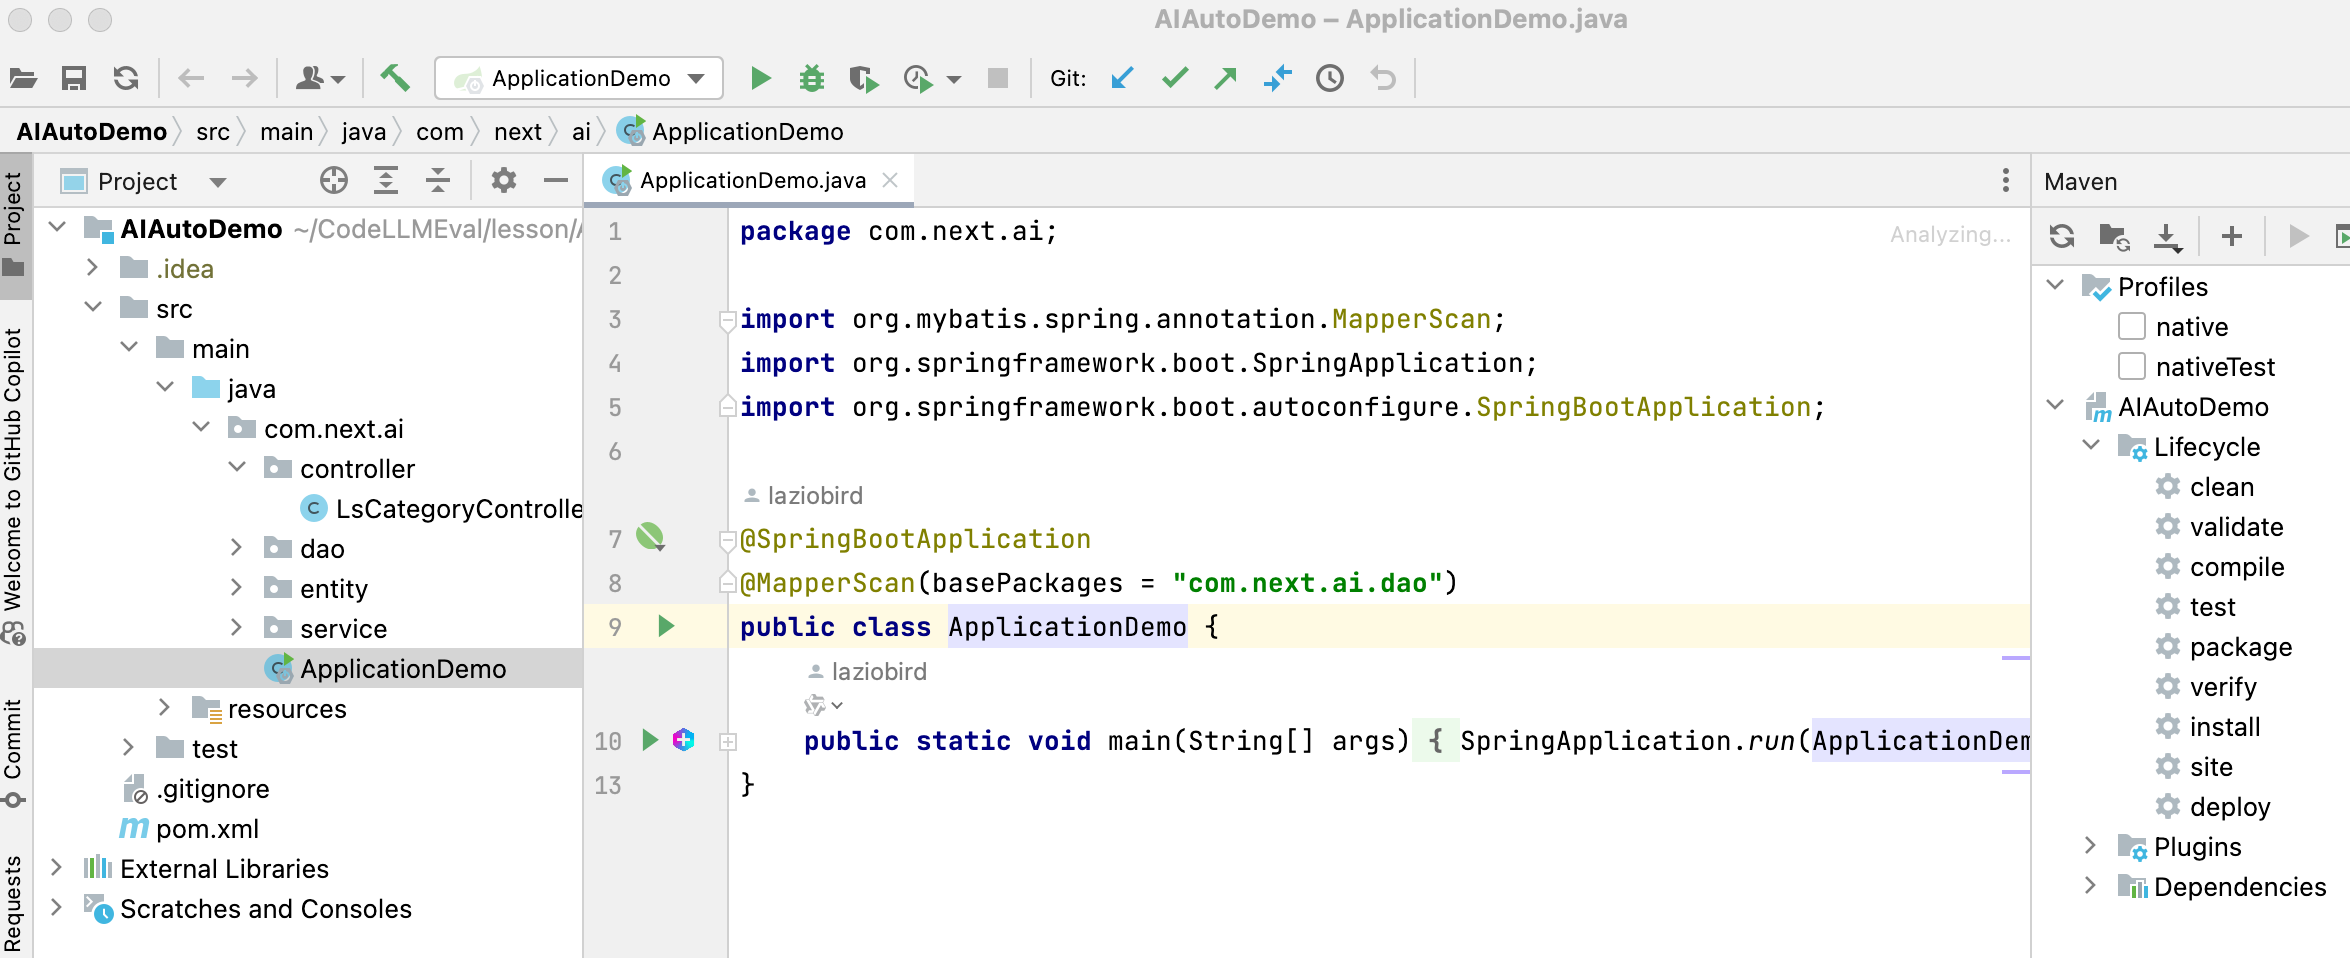 AIAutoDemo – ApplicationDemo.java
ApplicationDemo
Git:
AIAutoDemo src main java com next ai ApplicationDemo
Project
Welcome to GitHub Copilot
Commit
Requests
Project
AIAutoDemo ~/CodeLLMEval/lesson/
.idea
src
main
java
com.next.ai
controller
LsCategoryControlle
dao
entity
service
ApplicationDemo
resources
test
.gitignore
pom.xml
External Libraries
Scratches and Consoles
ApplicationDemo.java
Analyzing...
1 package com.next.ai;
2
3 import org.mybatis.spring.annotation.MapperScan;
4 import org.springframework.boot.SpringApplication;
5 import org.springframework.boot.autoconfigure.SpringBootApplication;
6
laziobird
7 @SpringBootApplication
8 @MapperScan(basePackages = "com.next.ai.dao")
9 public class ApplicationDemo {
laziobird
10 public static void main(String[] args) { SpringApplication.run(ApplicationDem
13 }
Maven
Profiles
native
nativeTest
AIAutoDemo
Lifecycle
clean
validate
compile
test
package
verify
install
site
deploy
Plugins
Dependencies